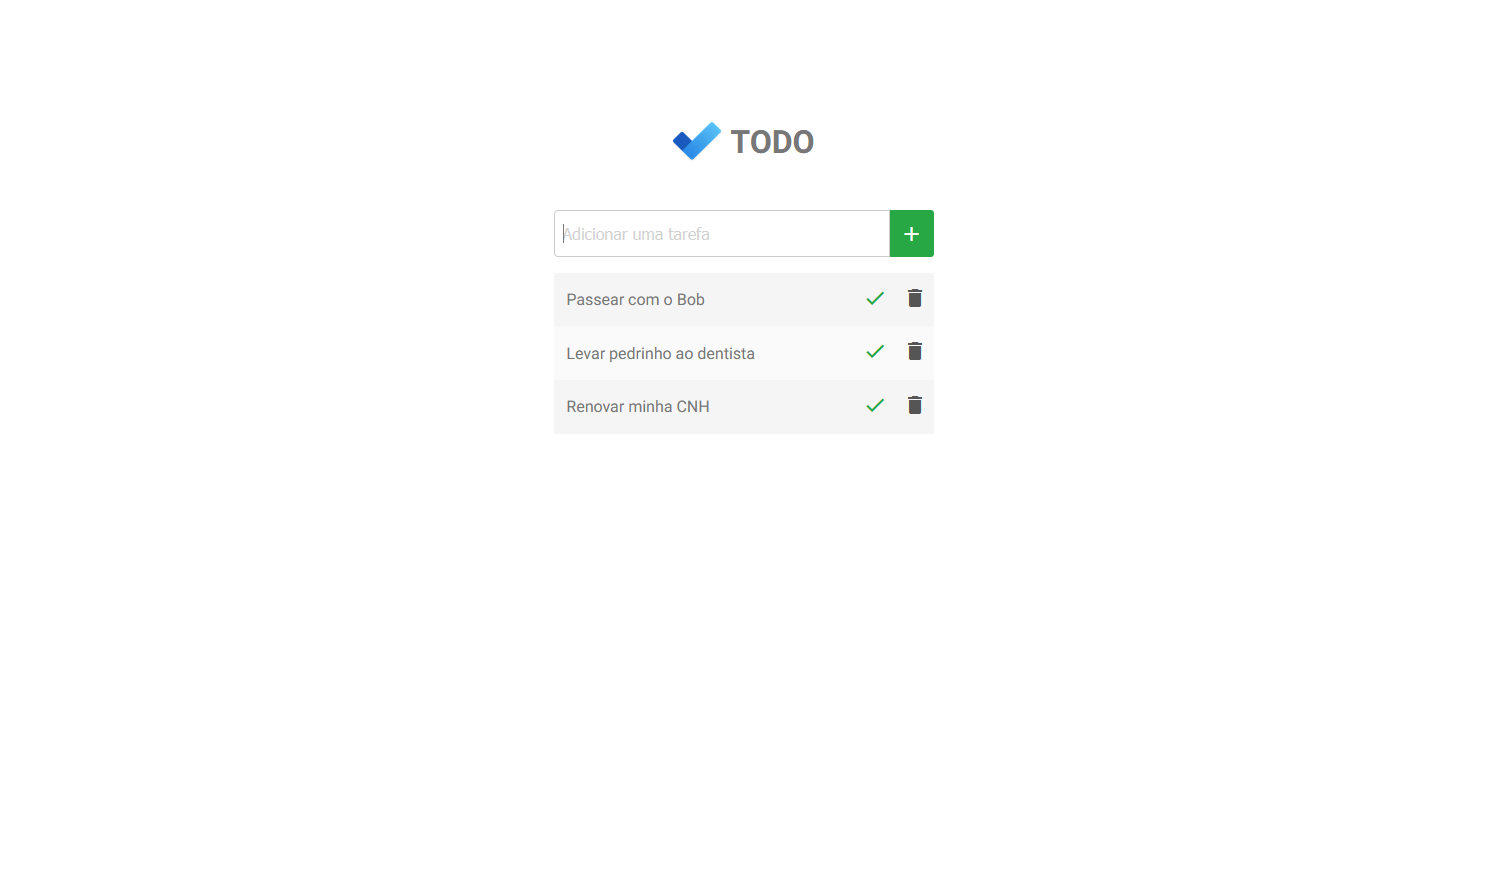 TODO
Adicionar uma tarefa
Passear com o Bob
Levar pedrinho ao dentista
Renovar minha CNH